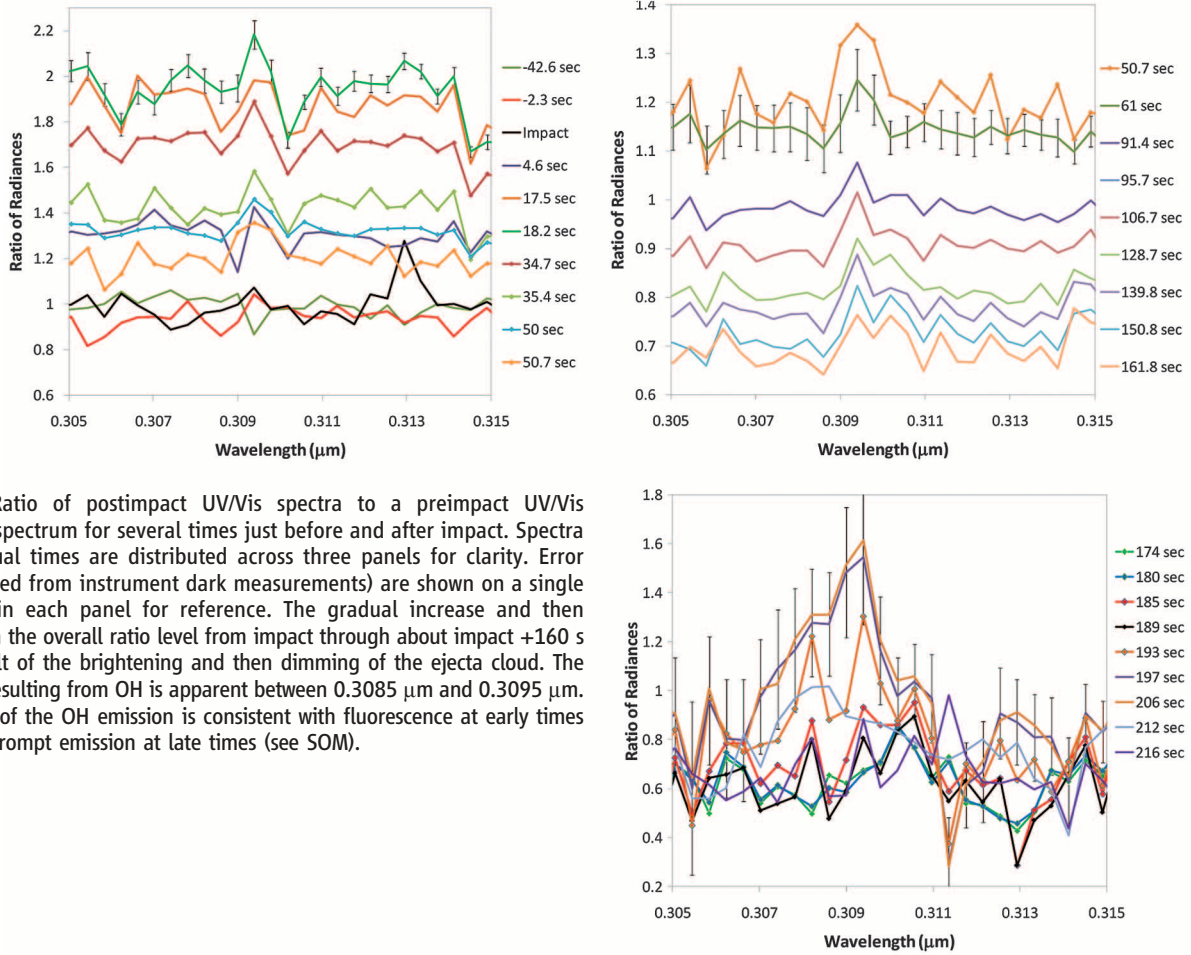 2.2
2
1.8
1.6
1.4
1.2
1
0.8
0.6
Ratio of Radiances
0.305 0.307 0.309 0.311 0.313 0.315
Wavelength (μm)
-42.6 sec
-2.3 sec
Impact
4.6 sec
17.5 sec
18.2 sec
34.7 sec
35.4 sec
50 sec
50.7 sec
1.4
1.3
1.2
1.1
1
0.9
0.8
0.7
0.6
Ratio of Radiances
0.305 0.307 0.309 0.311 0.313 0.315
Wavelength (μm)
50.7 sec
61 sec
91.4 sec
95.7 sec
106.7 sec
128.7 sec
139.8 sec
150.8 sec
161.8 sec
Ratio of postimpact UV/Vis spectra to a preimpact UV/Vis
spectrum for several times just before and after impact. Spectra
ual times are distributed across three panels for clarity. Error
ed from instrument dark measurements) are shown on a single
in each panel for reference. The gradual increase and then
the overall ratio level from impact through about impact +160 s
lt of the brightening and then dimming of the ejecta cloud. The
esulting from OH is apparent between 0.3085 μm and 0.3095 μm.
of the OH emission is consistent with fluorescence at early times
rompt emission at late times (see SOM).
1.8
1.6
1.4
1.2
1
0.8
0.6
0.4
0.2
Ratio of Radiances
0.305 0.307 0.309 0.311 0.313 0.315
Wavelength (μm)
174 sec
180 sec
185 sec
189 sec
193 sec
197 sec
206 sec
212 sec
216 sec